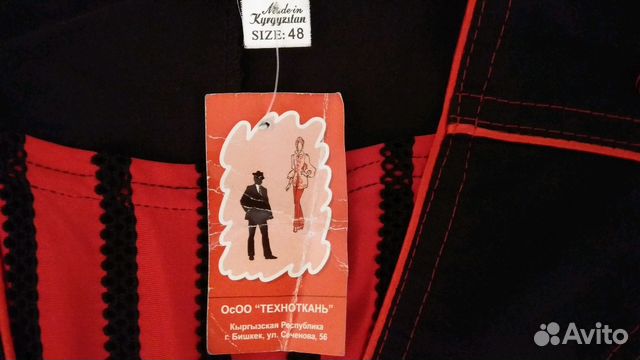 Made in
Kyrgyzstan
SIZE: 48
ОсОО "ТЕХНОТКАНЬ"
Кыргызская Республика
г. Бишкек, ул. Сеченова, 56
Avito